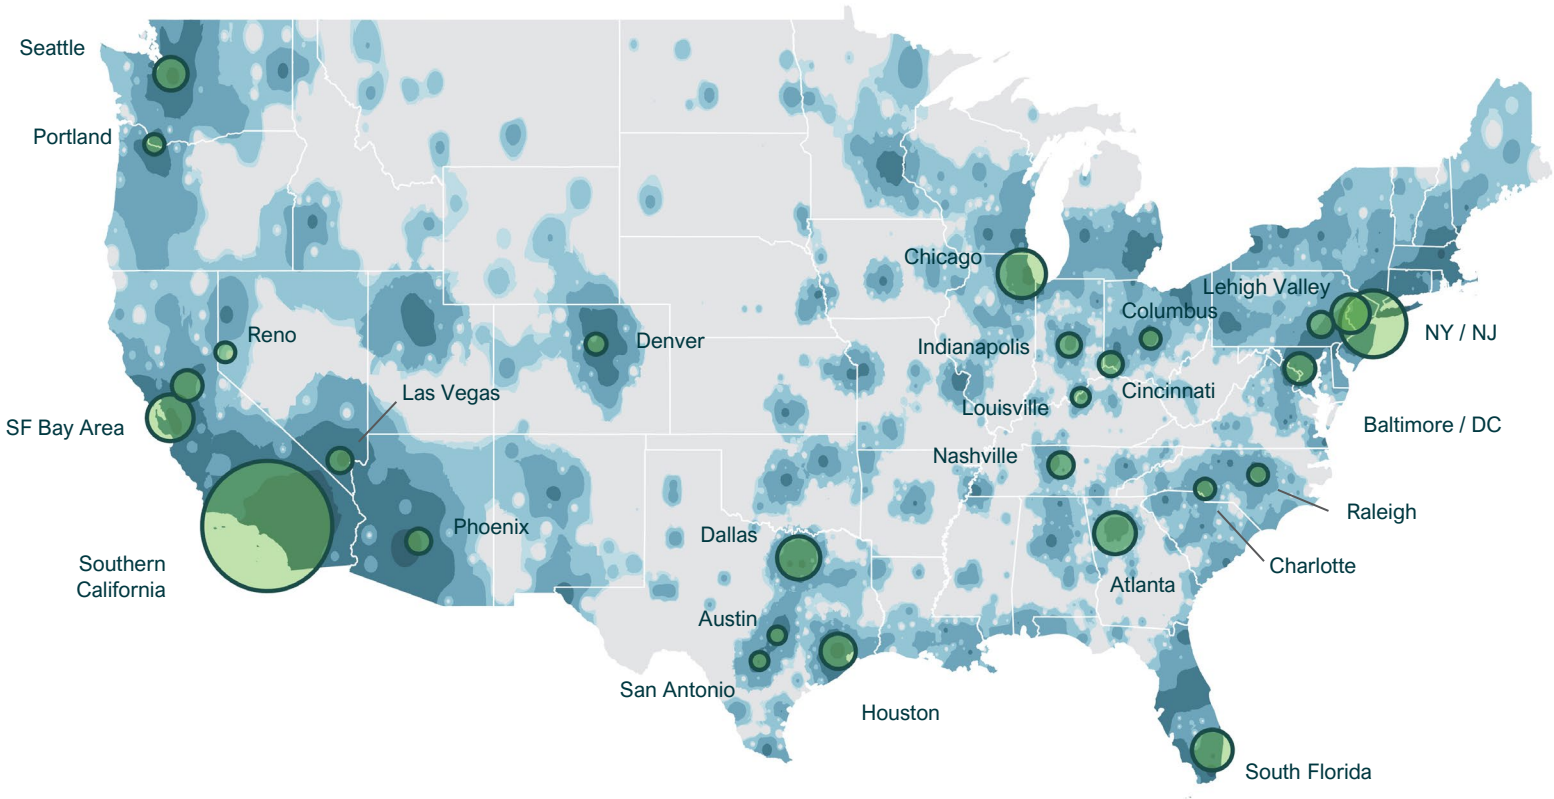 Seattle
Portland
Chicago
Lehigh Valley
Columbus
Reno
Denver
Indianapolis
NY / NJ
Las Vegas
Cincinnati
Louisville
SF Bay Area
Baltimore / DC
Nashville
Raleigh
Phoenix
Dallas
Southern
California
Charlotte
Atlanta
Austin
San Antonio
Houston
South Florida